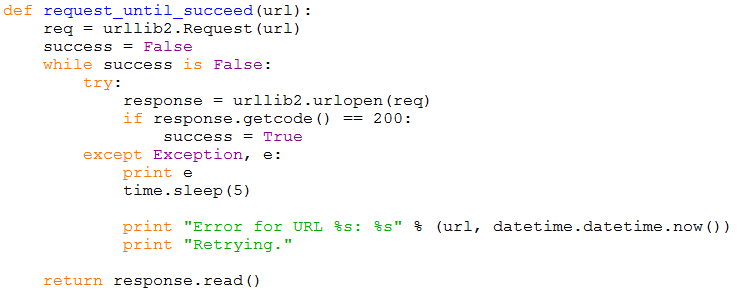 def request_until_succeed(url):
    req = urllib2.Request(url)
    success = False
    while success is False:
        try:
            response = urllib2.urlopen(req)
            if response.getcode() == 200:
                success = True
        except Exception, e:
            print e
            time.sleep(5)

            print "Error for URL %s: %s" % (url, datetime.datetime.now())
            print "Retrying."

    return response.read()